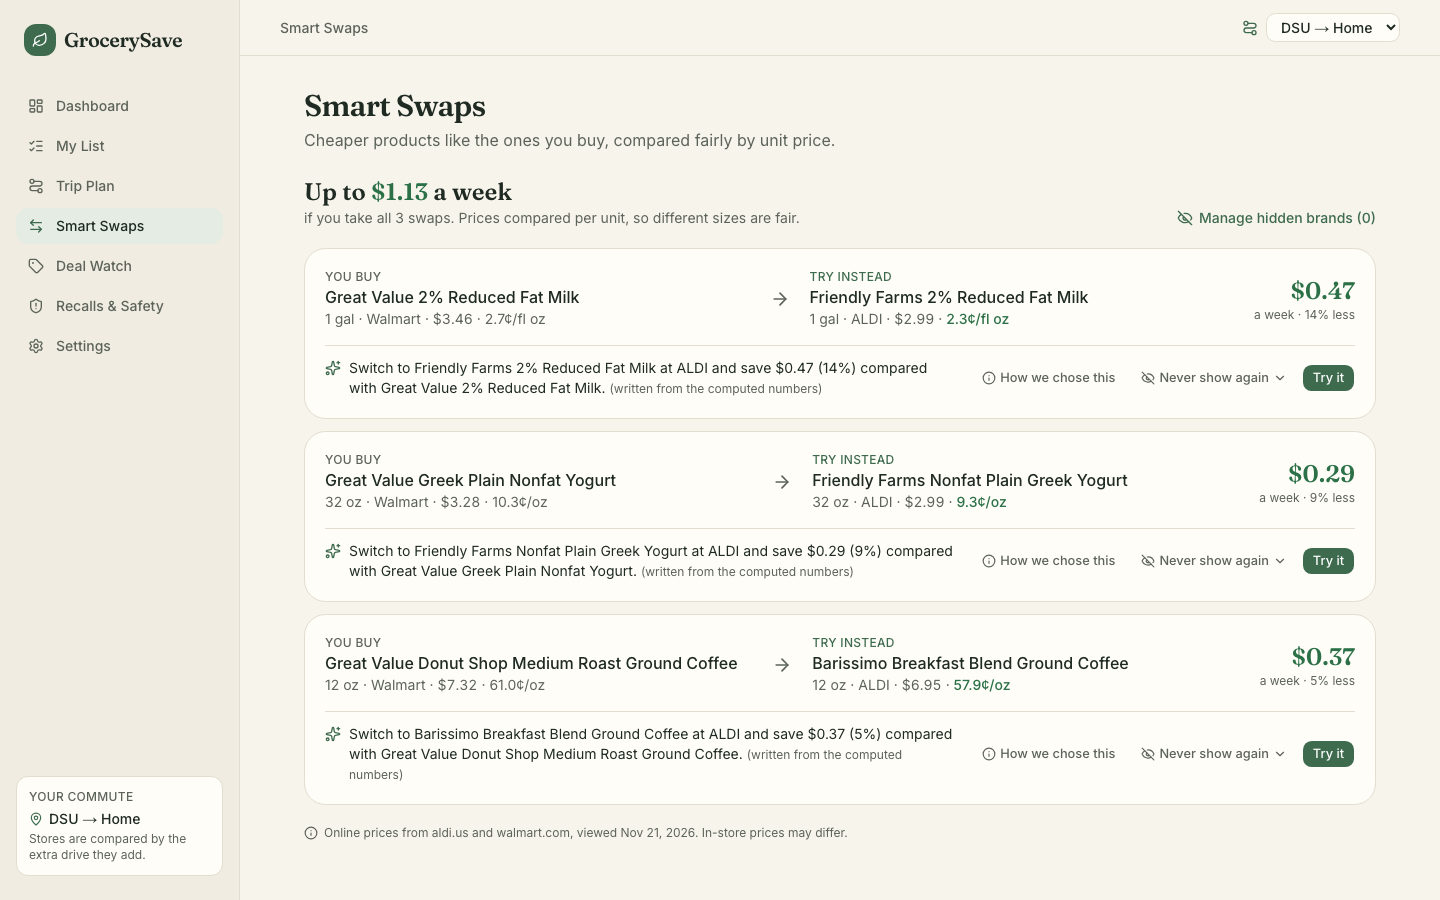 GrocerySave
Dashboard
My List
Trip Plan
Smart Swaps
Deal Watch
Recalls & Safety
Settings
YOUR COMMUTE
DSU → Home
Stores are compared by the
extra drive they add.
Smart Swaps
DSU → Home
Smart Swaps
Cheaper products like the ones you buy, compared fairly by unit price.
Up to $1.13 a week
if you take all 3 swaps. Prices compared per unit, so different sizes are fair.
Manage hidden brands (0)
YOU BUY
Great Value 2% Reduced Fat Milk
1 gal · Walmart · $3.46 · 2.7¢/fl oz
TRY INSTEAD
Friendly Farms 2% Reduced Fat Milk
1 gal · ALDI · $2.99 · 2.3¢/fl oz
$0.47
a week · 14% less
Switch to Friendly Farms 2% Reduced Fat Milk at ALDI and save $0.47 (14%) compared
with Great Value 2% Reduced Fat Milk. (written from the computed numbers)
How we chose this
Never show again
Try it
YOU BUY
Great Value Greek Plain Nonfat Yogurt
32 oz · Walmart · $3.28 · 10.3¢/oz
TRY INSTEAD
Friendly Farms Nonfat Plain Greek Yogurt
32 oz · ALDI · $2.99 · 9.3¢/oz
$0.29
a week · 9% less
Switch to Friendly Farms Nonfat Plain Greek Yogurt at ALDI and save $0.29 (9%) compared
with Great Value Greek Plain Nonfat Yogurt. (written from the computed numbers)
How we chose this
Never show again
Try it
YOU BUY
Great Value Donut Shop Medium Roast Ground Coffee
12 oz · Walmart · $7.32 · 61.0¢/oz
TRY INSTEAD
Barissimo Breakfast Blend Ground Coffee
12 oz · ALDI · $6.95 · 57.9¢/oz
$0.37
a week · 5% less
Switch to Barissimo Breakfast Blend Ground Coffee at ALDI and save $0.37 (5%) compared
with Great Value Donut Shop Medium Roast Ground Coffee. (written from the computed
numbers)
How we chose this
Never show again
Try it
Online prices from aldi.us and walmart.com, viewed Nov 21, 2026. In-store prices may differ.